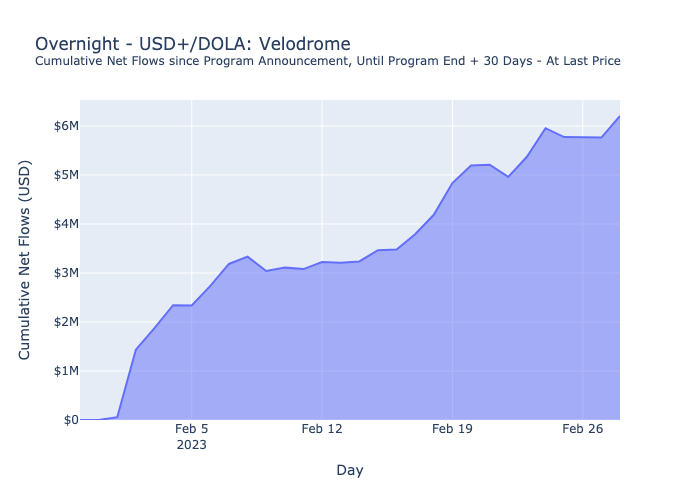 Overnight - USD+/DOLA: Velodrome
Cumulative Net Flows since Program Announcement, Until Program End + 30 Days - At Last Price
Cumulative Net Flows (USD)
$6M
$5M
$4M
$3M
$2M
$1M
$0
Feb 5 Feb 12 Feb 19 Feb 26
2023
Day